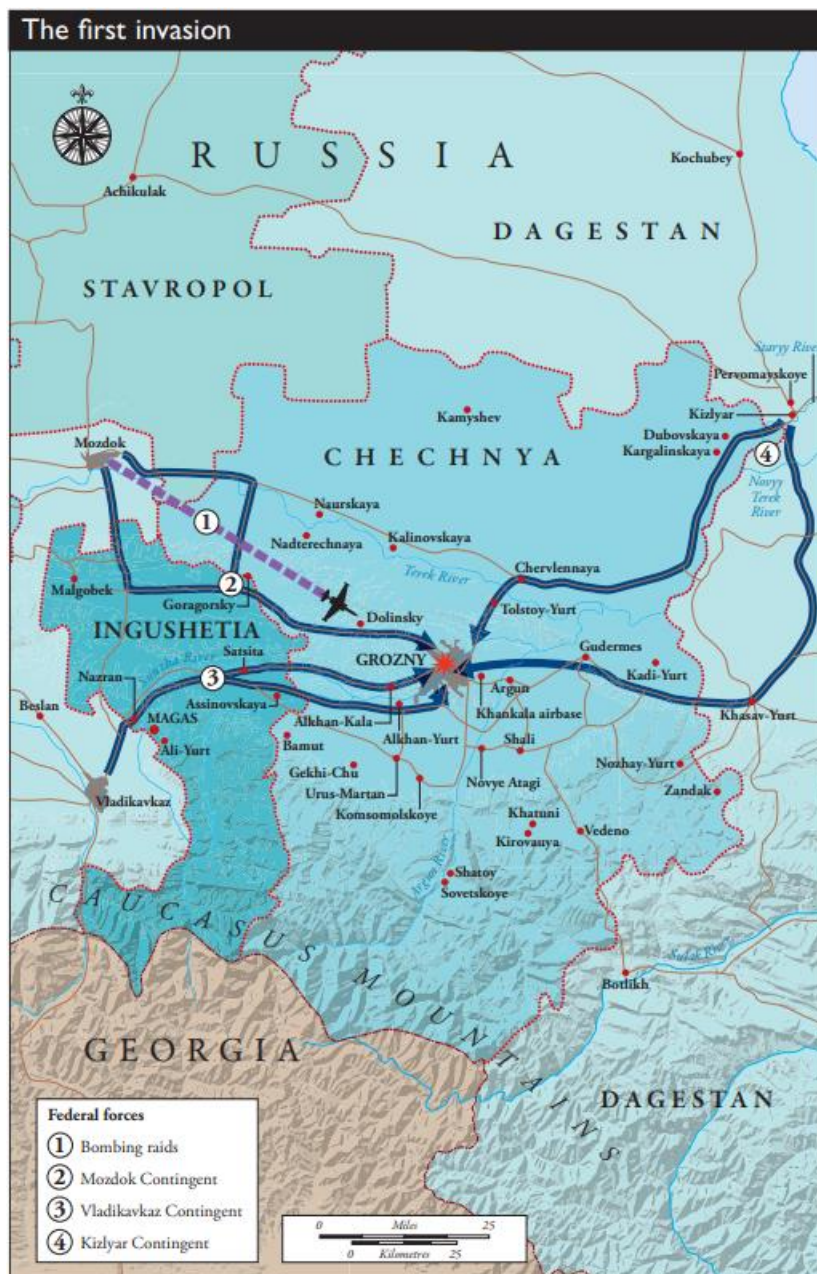 The first invasion
RUSSIA
Kochubey
Achikulak
DAGESTAN
STAVROPOL
Staryy River
Pervomayskoye
Kizlyar
Kamyshev
Mozdok
CHECHNYA
Dubovskaya
Kargalinskaya
4
Novyy
Terek
River
Naurskaya
1
Nadterechnaya
Kalinovskaya
Terek River
Chervlennaya
Malgobek
2
Goragorsky
Tolstoy-Yurt
Dolinsky
INGUSHETIA
Gudermes
GROZNY
Satsita
Kadi-Yurt
Sunzha River
3
Nazran
Argun
Assinovskaya
Beslan
Khankala airbase
Alkhan-Kala
Khasav-Yurt
MAGAS
Ali-Yurt
Bamut
Alkhan-Yurt
Shali
Gekhi-Chu
Novye Atagi
Nozhay-Yurt
Urus-Martan
Zandak
Vladikavkaz
Komsomolskoye
Khatuni
Kirovauya
Vedeno
Argun River
Shatoy
Sovetskoye
CAUCASUS MOUNTAINS
Sulak River
Botlikh
GEORGIA
DAGESTAN
Federal forces
1 Bombing raids
2 Mozdok Contingent
3 Vladikavkaz Contingent
4 Kizlyar Contingent
0 Miles 25
0 Kilometres 25